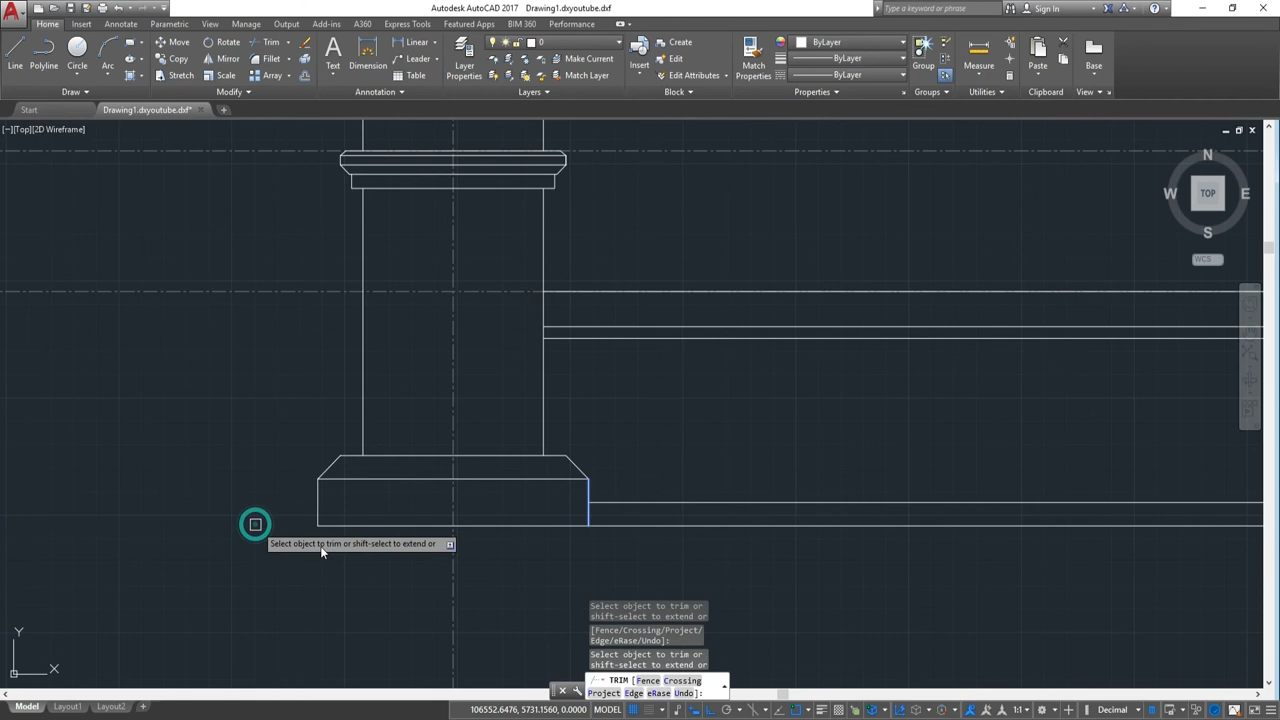 A
Autodesk AutoCAD 2017 Drawing1.dxfyoutube.dxf
Type a keyword or phrase
Sign In
Home Insert Annotate Parametric View Manage Output Add-ins A360 Express Tools Featured Apps BIM 360 Performance
Line Polyline Circle Arc
Move Rotate Trim
Copy Mirror Fillet
Stretch Scale Array
Text Dimension
Linear
Leader
Table
Layer
Properties
0
Make Current
Match Layer
Insert
Create
Edit
Edit Attributes
Match
Properties
ByLayer
ByLayer
ByLayer
Group
Measure
Paste
Base
Draw Modify Annotation Layers Block Properties Groups Utilities Clipboard View
Start Drawing1.dxfyoutube.dxf*
[−][Top][2D Wireframe]
N
W TOP E
S
WCS
Select object to trim or shift-select to extend or
Select object to trim or
shift-select to extend or
[Fence/Crossing/Project/
Edge/eRase/Undo]:
Select object to trim or
shift-select to extend or
TRIM [Fence Crossing
Project Edge eRase Undo]:
Y
X
Model Layout1 Layout2 +
106552.6476, 5731.1560, 0.0000 MODEL 1:1 Decimal